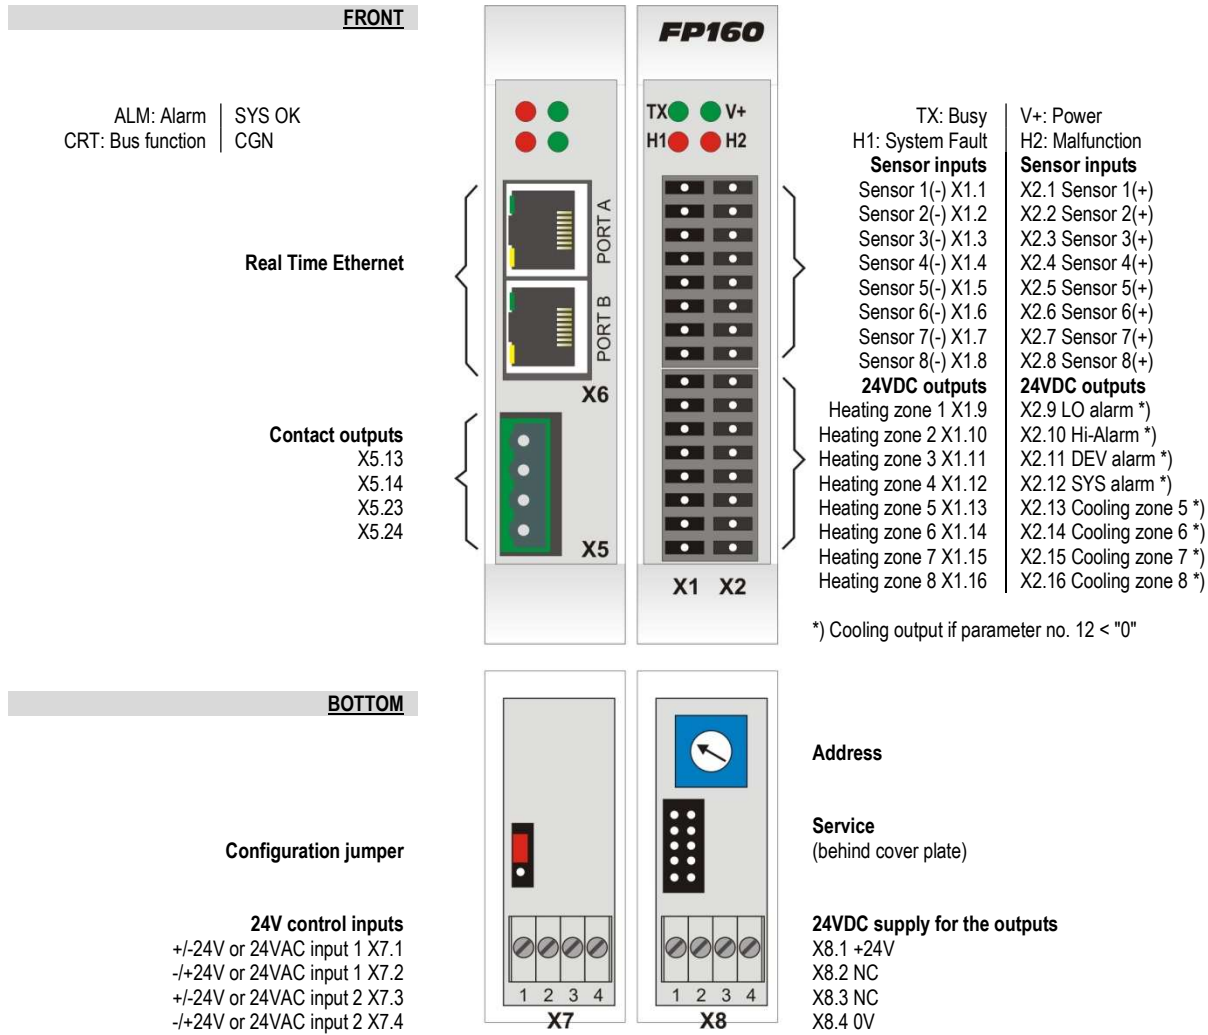 FRONT
FP160
ALM: Alarm SYS OK
CRT: Bus function CGN
TX V+
H1 H2
TX: Busy V+: Power
H1: System Fault H2: Malfunction
Sensor inputs Sensor inputs
Sensor 1(-) X1.1 X2.1 Sensor 1(+)
Sensor 2(-) X1.2 X2.2 Sensor 2(+)
Sensor 3(-) X1.3 X2.3 Sensor 3(+)
Sensor 4(-) X1.4 X2.4 Sensor 4(+)
Sensor 5(-) X1.5 X2.5 Sensor 5(+)
Sensor 6(-) X1.6 X2.6 Sensor 6(+)
Sensor 7(-) X1.7 X2.7 Sensor 7(+)
Sensor 8(-) X1.8 X2.8 Sensor 8(+)
24VDC outputs 24VDC outputs
Heating zone 1 X1.9 X2.9 LO alarm *)
Heating zone 2 X1.10 X2.10 Hi-Alarm *)
Heating zone 3 X1.11 X2.11 DEV alarm *)
Heating zone 4 X1.12 X2.12 SYS alarm *)
Heating zone 5 X1.13 X2.13 Cooling zone 5 *)
Heating zone 6 X1.14 X2.14 Cooling zone 6 *)
Heating zone 7 X1.15 X2.15 Cooling zone 7 *)
Heating zone 8 X1.16 X2.16 Cooling zone 8 *)
*) Cooling output if parameter no. 12 < "0"
Real Time Ethernet
PORT A
PORT B
X6
Contact outputs
X5.13
X5.14
X5.23
X5.24
X5
X1 X2
BOTTOM
Address
Service
(behind cover plate)
Configuration jumper
24V control inputs
+/-24V or 24VAC input 1 X7.1
-/+24V or 24VAC input 1 X7.2
+/-24V or 24VAC input 2 X7.3
-/+24V or 24VAC input 2 X7.4
1 2 3 4
X7
1 2 3 4
X8
24VDC supply for the outputs
X8.1 +24V
X8.2 NC
X8.3 NC
X8.4 0V